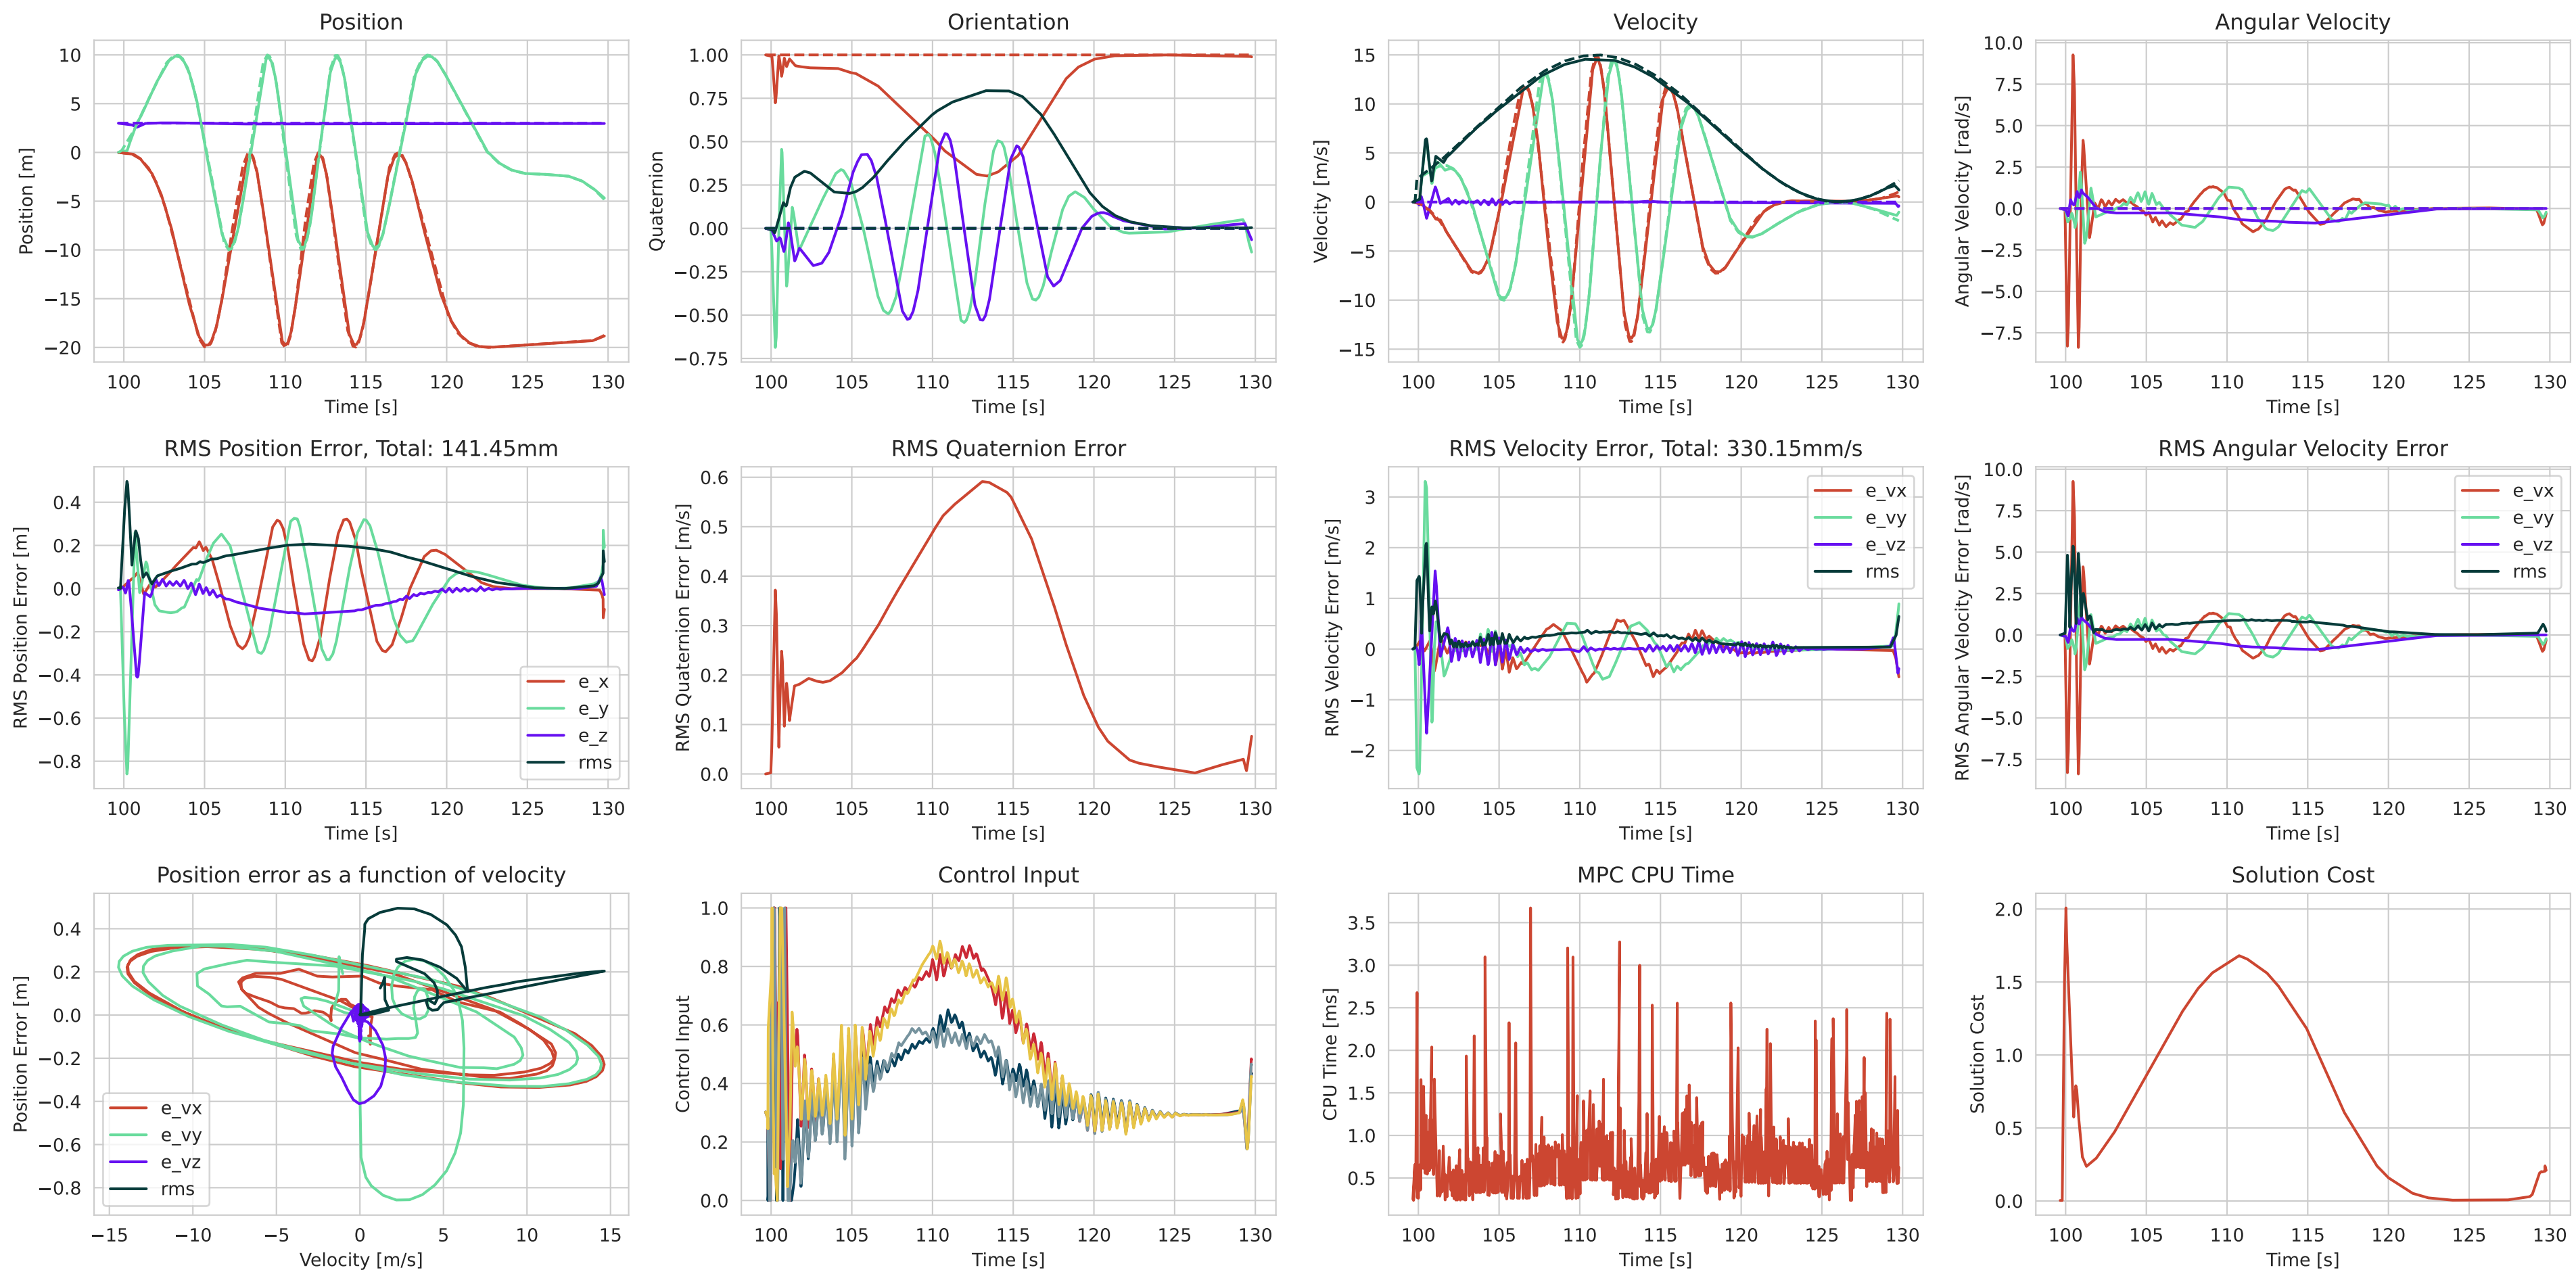 Position
Position [m]
10
5
0
−5
−10
−15
−20
100 105 110 115 120 125 130
Time [s]
Orientation
Quaternion
1.00
0.75
0.50
0.25
0.00
−0.25
−0.50
−0.75
100 105 110 115 120 125 130
Time [s]
Velocity
Velocity [m/s]
15
10
5
0
−5
−10
−15
100 105 110 115 120 125 130
Time [s]
Angular Velocity
Angular Velocity [rad/s]
10.0
7.5
5.0
2.5
0.0
−2.5
−5.0
−7.5
100 105 110 115 120 125 130
Time [s]
RMS Position Error, Total: 141.45mm
RMS Position Error [m]
0.4
0.2
0.0
−0.2
−0.4
−0.6
−0.8
e_x
e_y
e_z
rms
100 105 110 115 120 125 130
Time [s]
RMS Quaternion Error
RMS Quaternion Error [m/s]
0.6
0.5
0.4
0.3
0.2
0.1
0.0
100 105 110 115 120 125 130
Time [s]
RMS Velocity Error, Total: 330.15mm/s
RMS Velocity Error [m/s]
3
2
1
0
−1
−2
e_vx
e_vy
e_vz
rms
100 105 110 115 120 125 130
Time [s]
RMS Angular Velocity Error
RMS Angular Velocity Error [rad/s]
10.0
7.5
5.0
2.5
0.0
−2.5
−5.0
−7.5
e_vx
e_vy
e_vz
rms
100 105 110 115 120 125 130
Time [s]
Position error as a function of velocity
Position Error [m]
0.4
0.2
0.0
−0.2
−0.4
−0.6
−0.8
e_vx
e_vy
e_vz
rms
−15 −10 −5 0 5 10 15
Velocity [m/s]
Control Input
Control Input
1.0
0.8
0.6
0.4
0.2
0.0
100 105 110 115 120 125 130
Time [s]
MPC CPU Time
CPU Time [ms]
3.5
3.0
2.5
2.0
1.5
1.0
0.5
100 105 110 115 120 125 130
Time [s]
Solution Cost
Solution Cost
2.0
1.5
1.0
0.5
0.0
100 105 110 115 120 125 130
Time [s]